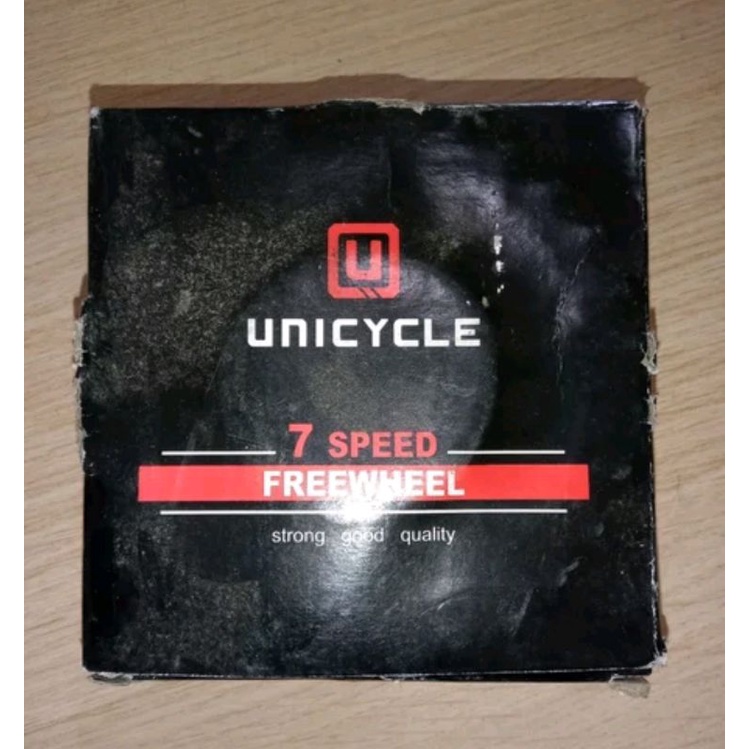 U
UNICYCLE
7 SPEED
FREEWHEEL
strong good quality